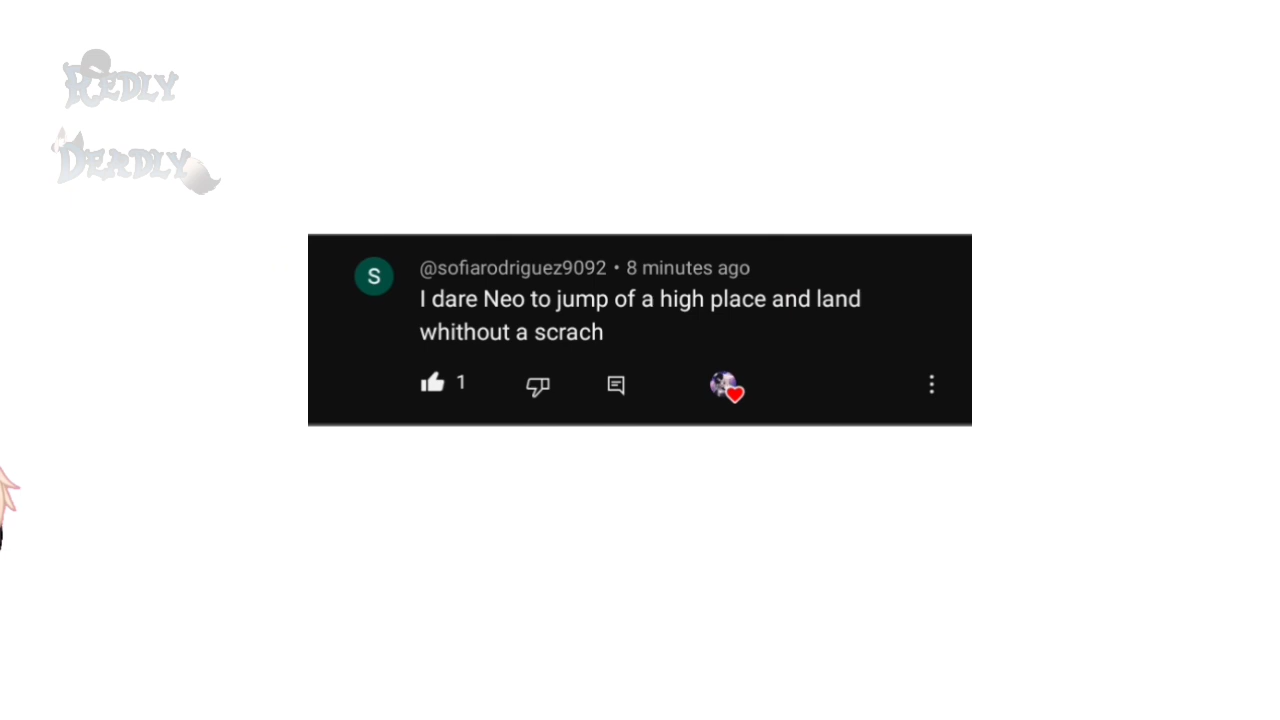 REDLY
DEADLY
S
@sofiarodriguez9092 • 8 minutes ago
I dare Neo to jump of a high place and land
whithout a scrach
1